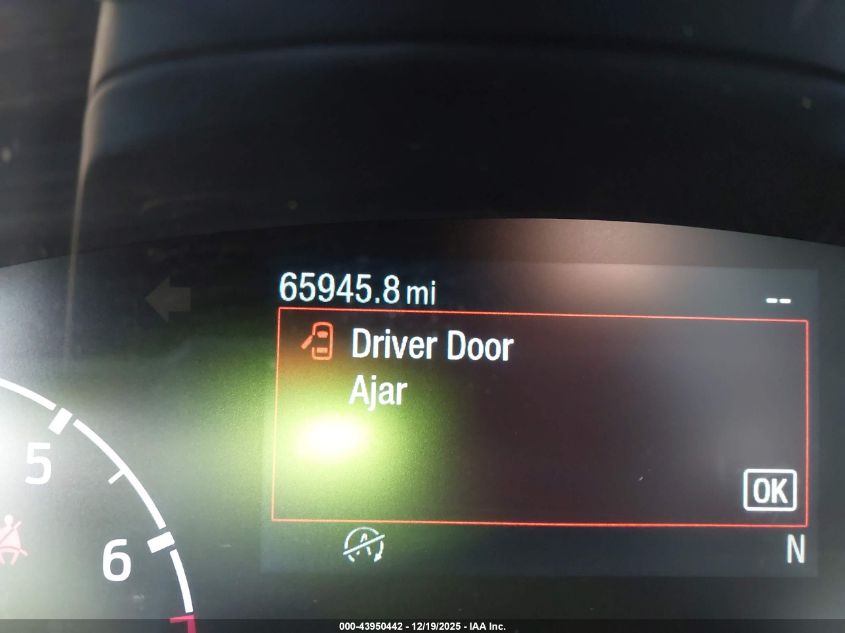 65945.8 mi --
Driver Door
Ajar
5
OK
A
6
N
000-43950442 - 12/19/2025 - IAA Inc.